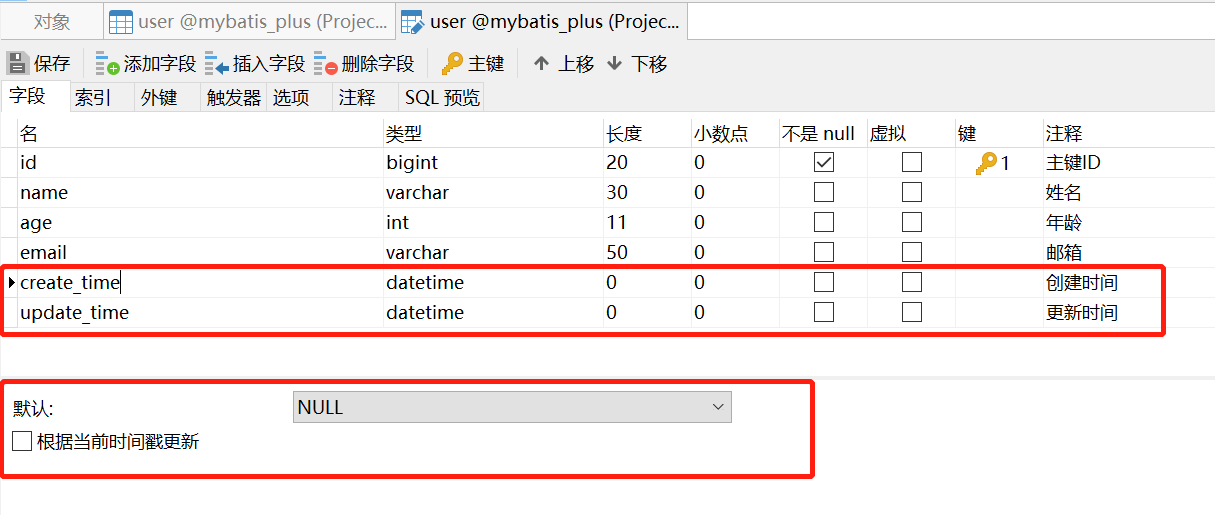 对象 user @mybatis_plus (Projec... user @mybatis_plus (Projec...
保存 添加字段 插入字段 删除字段 主键 上移 下移
字段 索引 外键 触发器 选项 注释 SQL 预览
名 类型 长度 小数点 不是 null 虚拟 键 注释
id bigint 20 0 1 主键ID
name varchar 30 0 姓名
age int 11 0 年龄
email varchar 50 0 邮箱
create_time datetime 0 0 创建时间
update_time datetime 0 0 更新时间
默认: NULL
根据当前时间戳更新